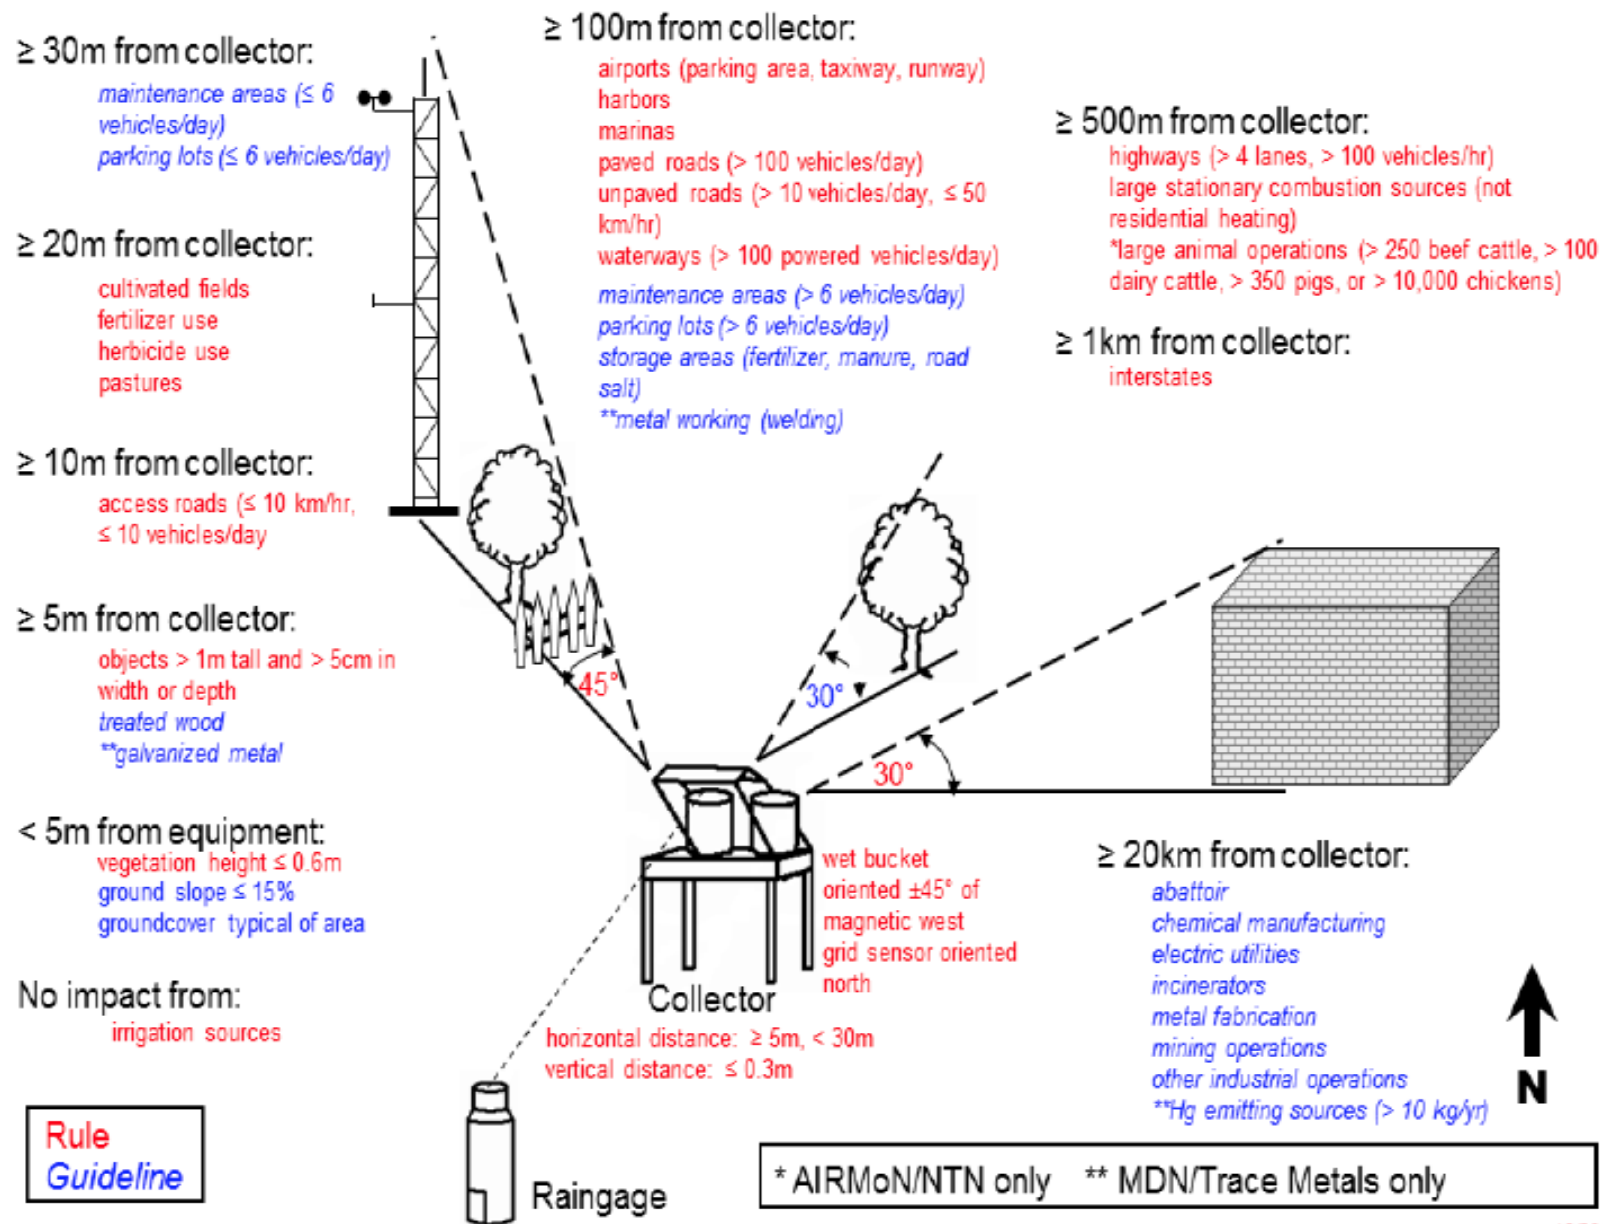 ≥ 30m from collector:
maintenance areas (≤ 6
vehicles/day)
parking lots (≤ 6 vehicles/day)
≥ 20m from collector:
cultivated fields
fertilizer use
herbicide use
pastures
≥ 10m from collector:
access roads (≤ 10 km/hr,
≤ 10 vehicles/day
≥ 5m from collector:
objects > 1m tall and > 5cm in
width or depth
treated wood
**galvanized metal
< 5m from equipment:
vegetation height ≤ 0.6m
ground slope ≤ 15%
groundcover typical of area
No impact from:
irrigation sources
≥ 100m from collector:
airports (parking area, taxiway, runway)
harbors
marinas
paved roads (> 100 vehicles/day)
unpaved roads (> 10 vehicles/day, ≤ 50
km/hr)
waterways (> 100 powered vehicles/day)
maintenance areas (> 6 vehicles/day)
parking lots (> 6 vehicles/day)
storage areas (fertilizer, manure, road
salt)
**metal working (welding)
≥ 500m from collector:
highways (> 4 lanes, > 100 vehicles/hr)
large stationary combustion sources (not
residential heating)
*large animal operations (> 250 beef cattle, > 100
dairy cattle, > 350 pigs, or > 10,000 chickens)
≥ 1km from collector:
interstates
45°
30°
30°
wet bucket
oriented ±45° of
magnetic west
grid sensor oriented
north
Collector
horizontal distance: ≥ 5m, < 30m
vertical distance: ≤ 0.3m
Raingage
≥ 20km from collector:
abattoir
chemical manufacturing
electric utilities
incinerators
metal fabrication
mining operations
other industrial operations
**Hg emitting sources (> 10 kg/yr)
N
Rule
Guideline
* AIRMoN/NTN only ** MDN/Trace Metals only